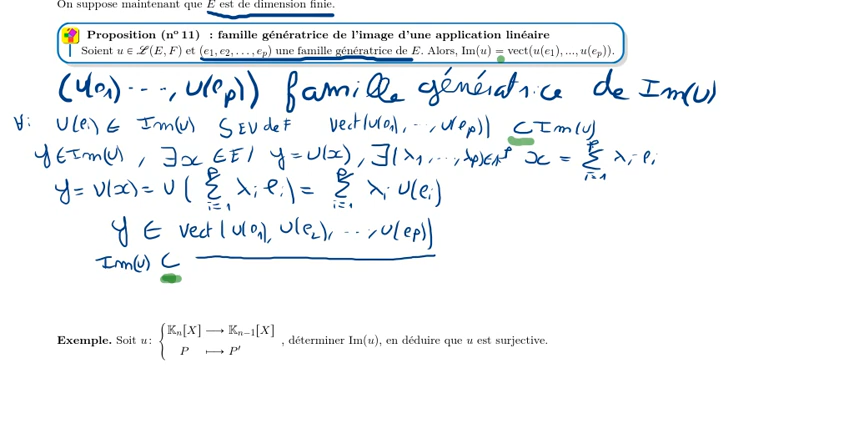 On suppose maintenant que E est de dimension finie.
Proposition (nº 11) : famille génératrice de l'image d'une application linéaire
Soient u ∈ ℒ(E, F) et (e₁, e₂, . . . , eₚ) une famille génératrice de E. Alors, Im(u) = vect(u(e₁), ..., u(eₚ)).
(u(e₁) ---, u(eₚ)) famille génératrice de Im(u)
∀i u(eᵢ) ∈ Im(u) SEV de F vect(u(e₁), --, u(eₚ)) ⊂ Im(u)
y ∈ Im(u), ∃x ∈ E / y = u(x), ∃(λ₁, ..., λₚ) ∈ 𝕂ᵖ x = ∑ᵢ₌₁ᵖ λᵢ eᵢ
y = u(x) = u( ∑ᵢ₌₁ᵖ λᵢ eᵢ) = ∑ᵢ₌₁ᵖ λᵢ u(eᵢ)
y ∈ vect(u(e₁), u(e₂), ..., u(eₚ))
Im(u) ⊂
Exemple. Soit u: { 𝕂ₙ[X] ⟶ 𝕂ₙ₋₁[X]
P ⟼ P′
, déterminer Im(u), en déduire que u est surjective.